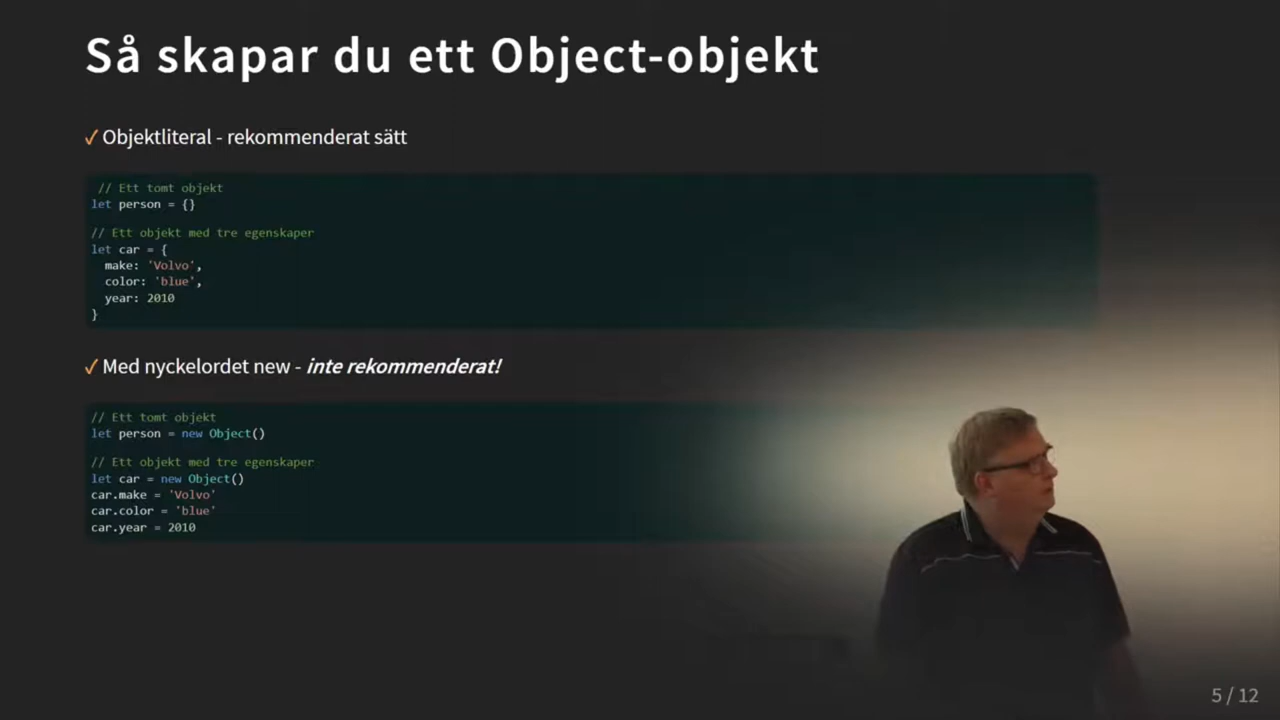 Så skapar du ett Object-objekt
✓ Objektliteral - rekommenderat sätt
// Ett tomt objekt
let person = {}
// Ett objekt med tre egenskaper
let car = {
  make: 'Volvo',
  color: 'blue',
  year: 2010
}
✓ Med nyckelordet new - inte rekommenderat!
// Ett tomt objekt
let person = new Object()
// Ett objekt med tre egenskaper
let car = new Object()
car.make = 'Volvo'
car.color = 'blue'
car.year = 2010
5 / 12